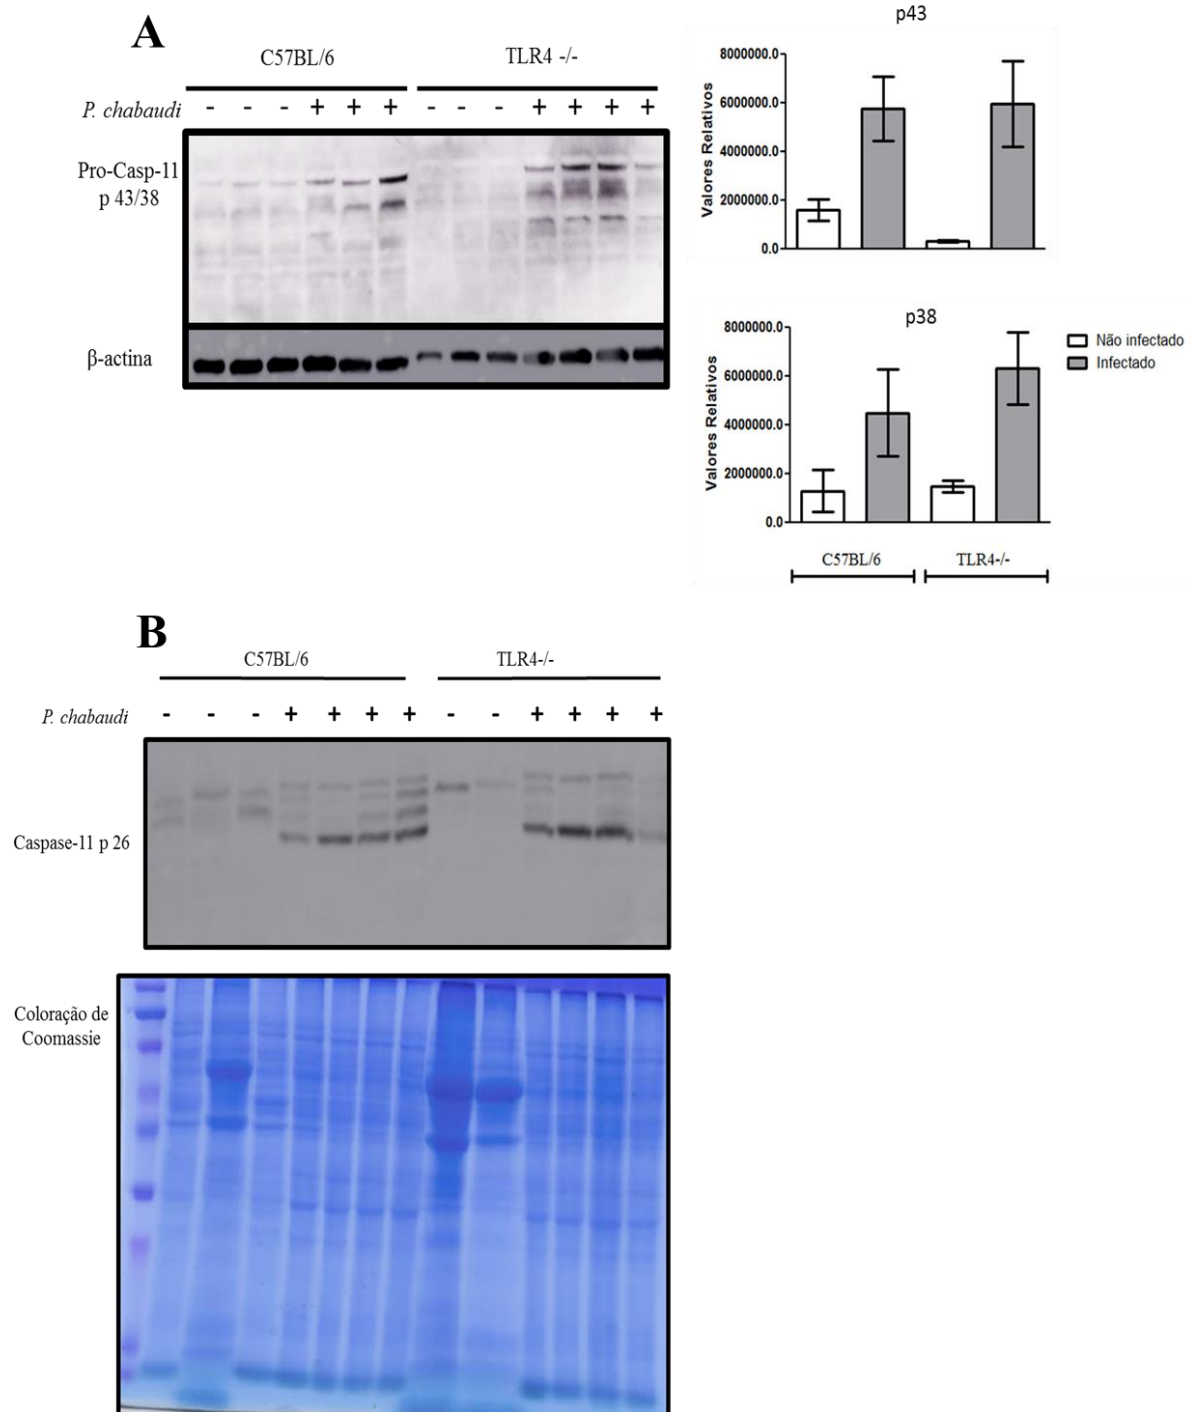 A
C57BL/6 TLR4 -/-
P. chabaudi - - - + + + - - - + + + +
Pro-Casp-11
p 43/38
β-actina
p43
Valores Relativos
8000000.0
6000000.0
4000000.0
2000000.0
0.0
p38
Valores Relativos
8000000.0
6000000.0
4000000.0
2000000.0
0.0
Não infectado
Infectado
C57BL/6 TLR4-/-
B
C57BL/6 TLR4-/-
P. chabaudi - - - + + + + - - + + + +
Caspase-11 p 26
Coloração de
Coomassie